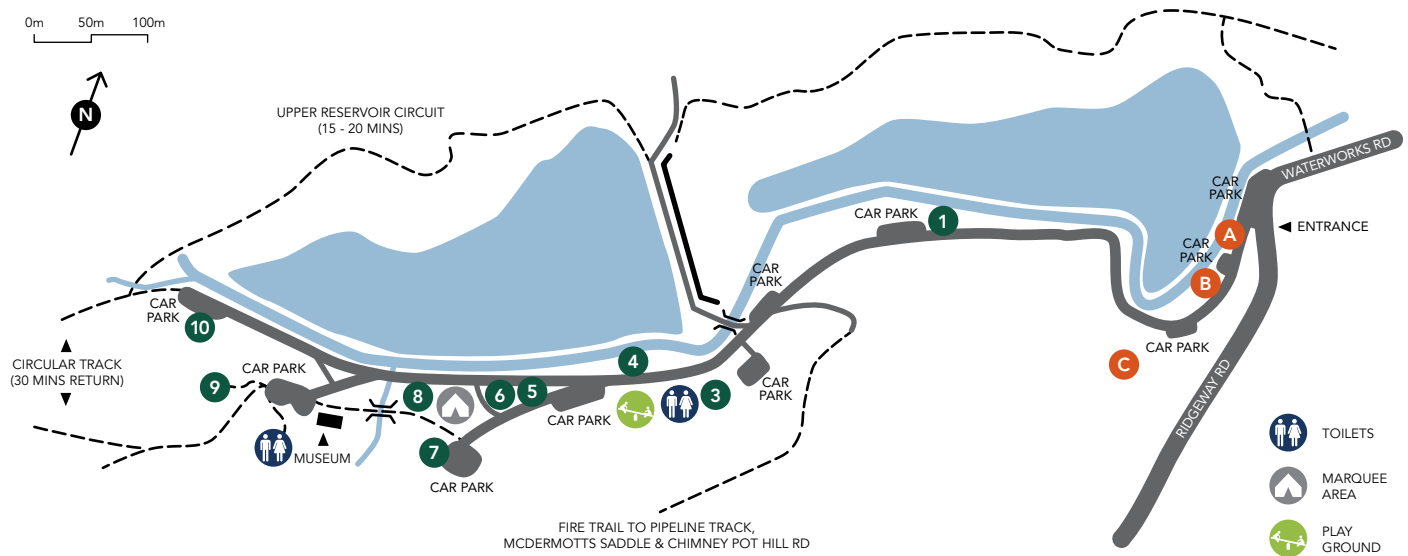 0m 50m 100m
N
UPPER RESERVOIR CIRCUIT
(15 - 20 MINS)
WATERWORKS RD
CAR
PARK
CAR PARK
1
A
ENTRANCE
CAR
PARK
B
CAR
PARK
CAR
PARK
10
CAR PARK
C
CIRCULAR TRACK
(30 MINS RETURN)
CAR PARK
9
4
8
6
5
3
CAR
PARK
CAR PARK
RIDGEWAY RD
7
MUSEUM
CAR PARK
TOILETS
MARQUEE
AREA
FIRE TRAIL TO PIPELINE TRACK,
MCDERMOTTS SADDLE & CHIMNEY POT HILL RD
PLAY
GROUND